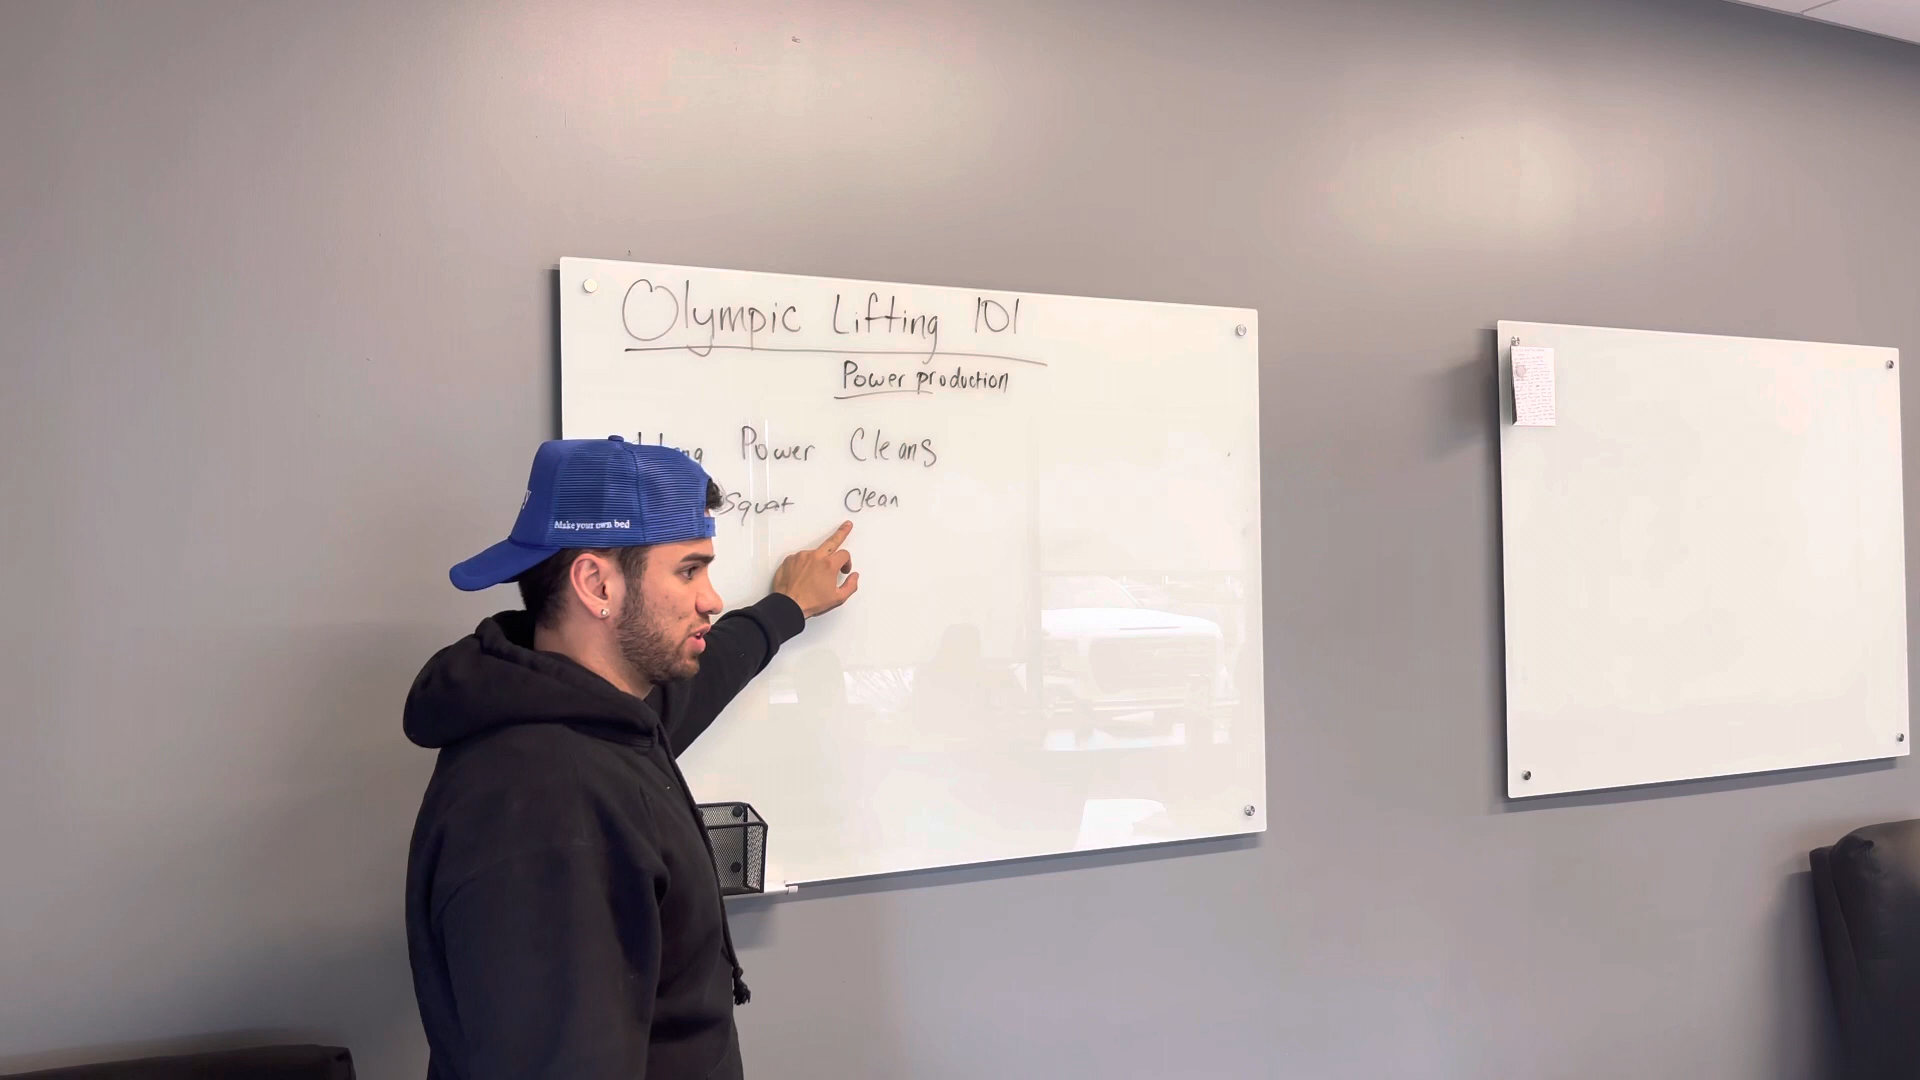 Olympic Lifting 101
Power production
Power Cleans
Squat Clean
Make your own bed